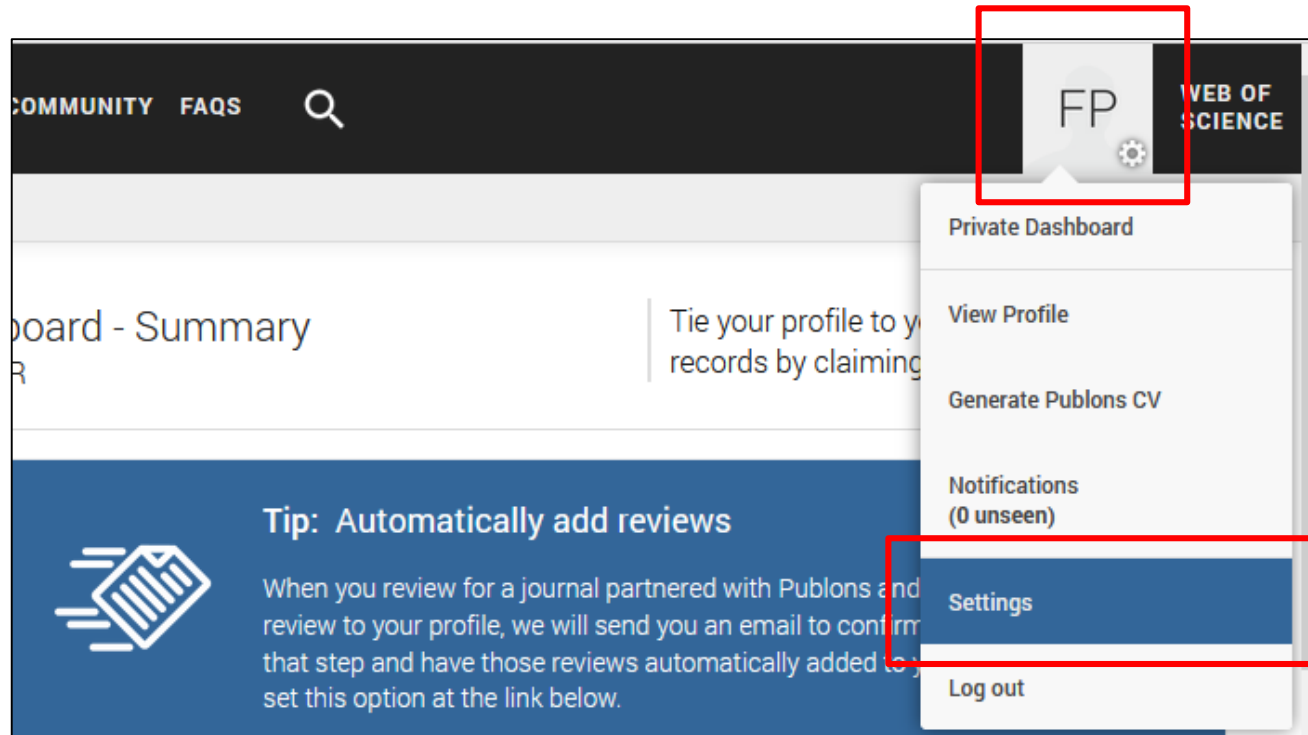 COMMUNITY FAQS
FP
WEB OF
SCIENCE
Private Dashboard
board - Summary
R
Tie your profile to y
records by claiming
View Profile
Generate Publons CV
Notifications
(0 unseen)
Settings
Log out
Tip: Automatically add reviews
When you review for a journal partnered with Publons and
review to your profile, we will send you an email to confirm
that step and have those reviews automatically added to y
set this option at the link below.